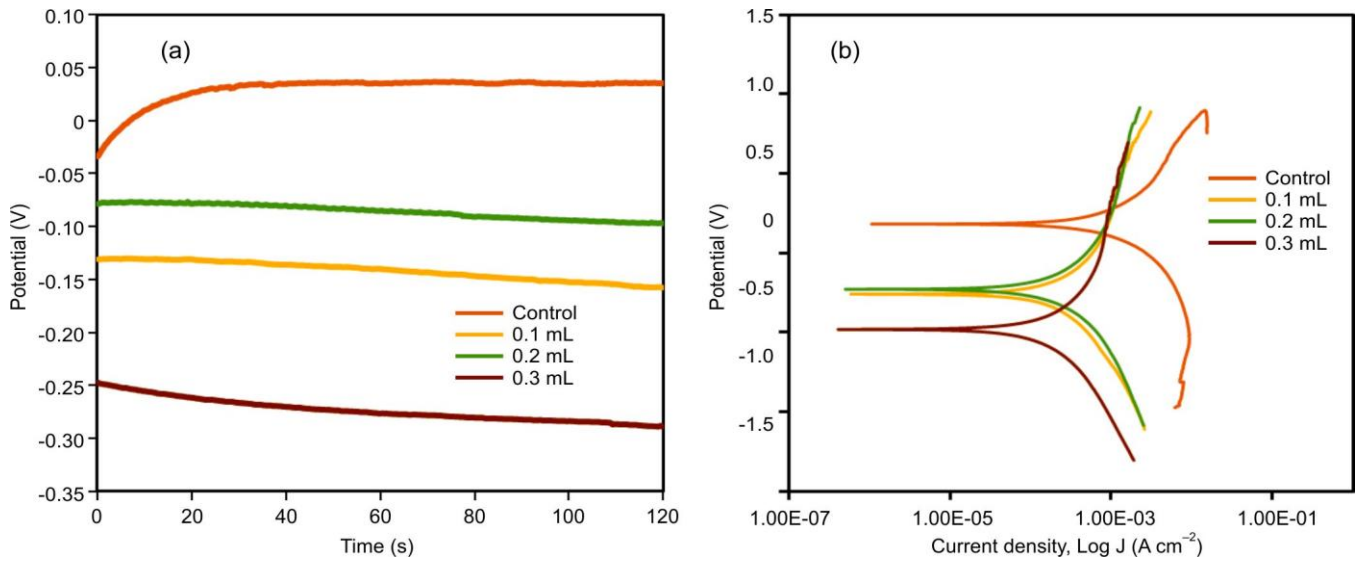 (a)
Potential (V)
0.10
0.05
0
-0.05
-0.10
-0.15
-0.20
-0.25
-0.30
-0.35
Control
0.1 mL
0.2 mL
0.3 mL
0 20 40 60 80 100 120
Time (s)
(b)
Potential (V)
1.5
1.0
0.5
0
-0.5
-1.0
-1.5
Control
0.1 mL
0.2 mL
0.3 mL
1.00E-07 1.00E-05 1.00E-03 1.00E-01
Current density, Log J (A cm⁻²)